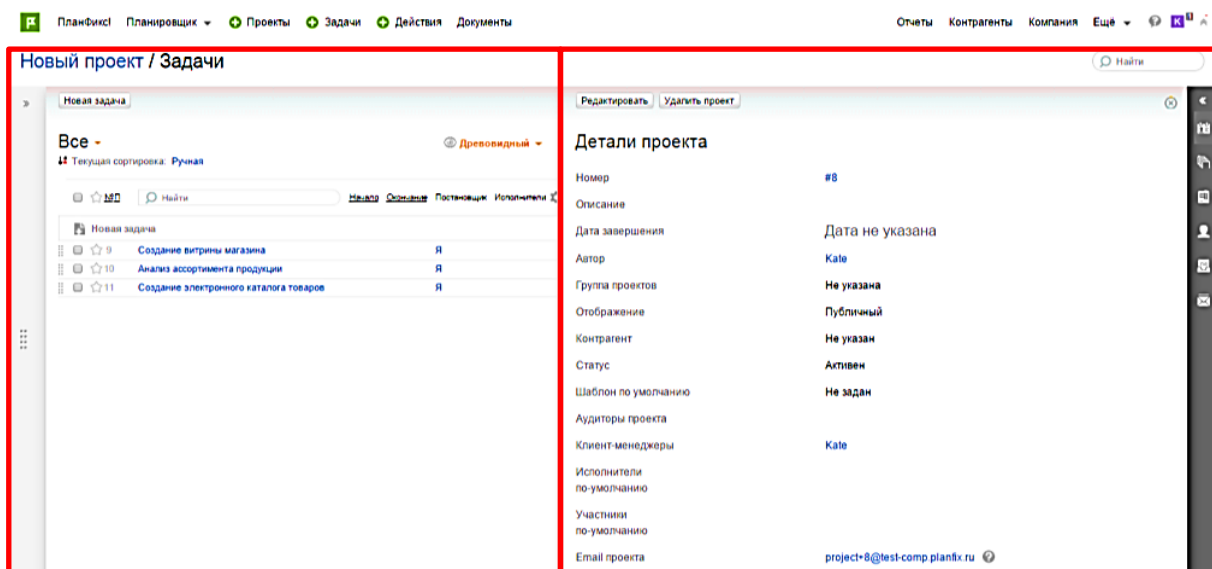 ПланФикс! Планировщик Проекты Задачи Действия Документы Отчеты Контрагенты Компания Ещё
Новый проект / Задачи
Найти
Новая задача
Все
Древовидный
Текущая сортировка: Ручная
№П Найти Начало Окончание Постановщик Исполнители
Новая задача
9 Создание витрины магазина Я
10 Анализ ассортимента продукции Я
11 Создание электронного каталога товаров Я
Редактировать Удалить проект
Детали проекта
Номер #8
Описание
Дата завершения Дата не указана
Автор Kate
Группа проектов Не указана
Отображение Публичный
Контрагент Не указан
Статус Активен
Шаблон по умолчанию Не задан
Аудиторы проекта
Клиент-менеджеры Kate
Исполнители
по-умолчанию
Участники
по-умолчанию
Email проекта project+8@test-comp.planfix.ru